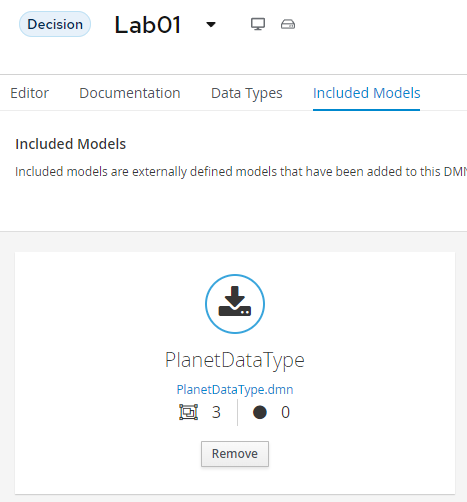 Decision Lab01
Editor Documentation Data Types Included Models
Included Models
Included models are externally defined models that have been added to this DMN
PlanetDataType
PlanetDataType.dmn
3 0
Remove